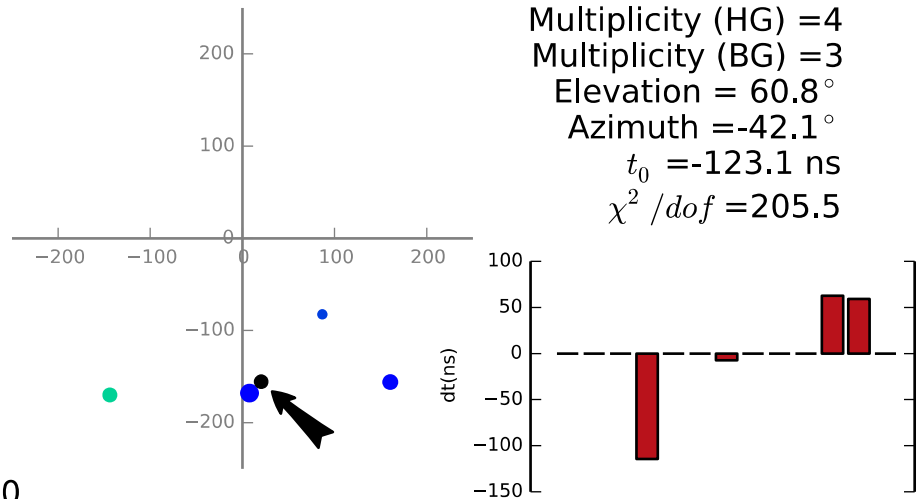 Multiplicity (HG) =4
Multiplicity (BG) =3
Elevation = 60.8°
Azimuth =-42.1°
t₀ =-123.1 ns
χ² /dof =205.5
200
100
0
−200 −100 0 100 200
−100
−200
100
50
0
−50
−100
−150
dt(ns)
0